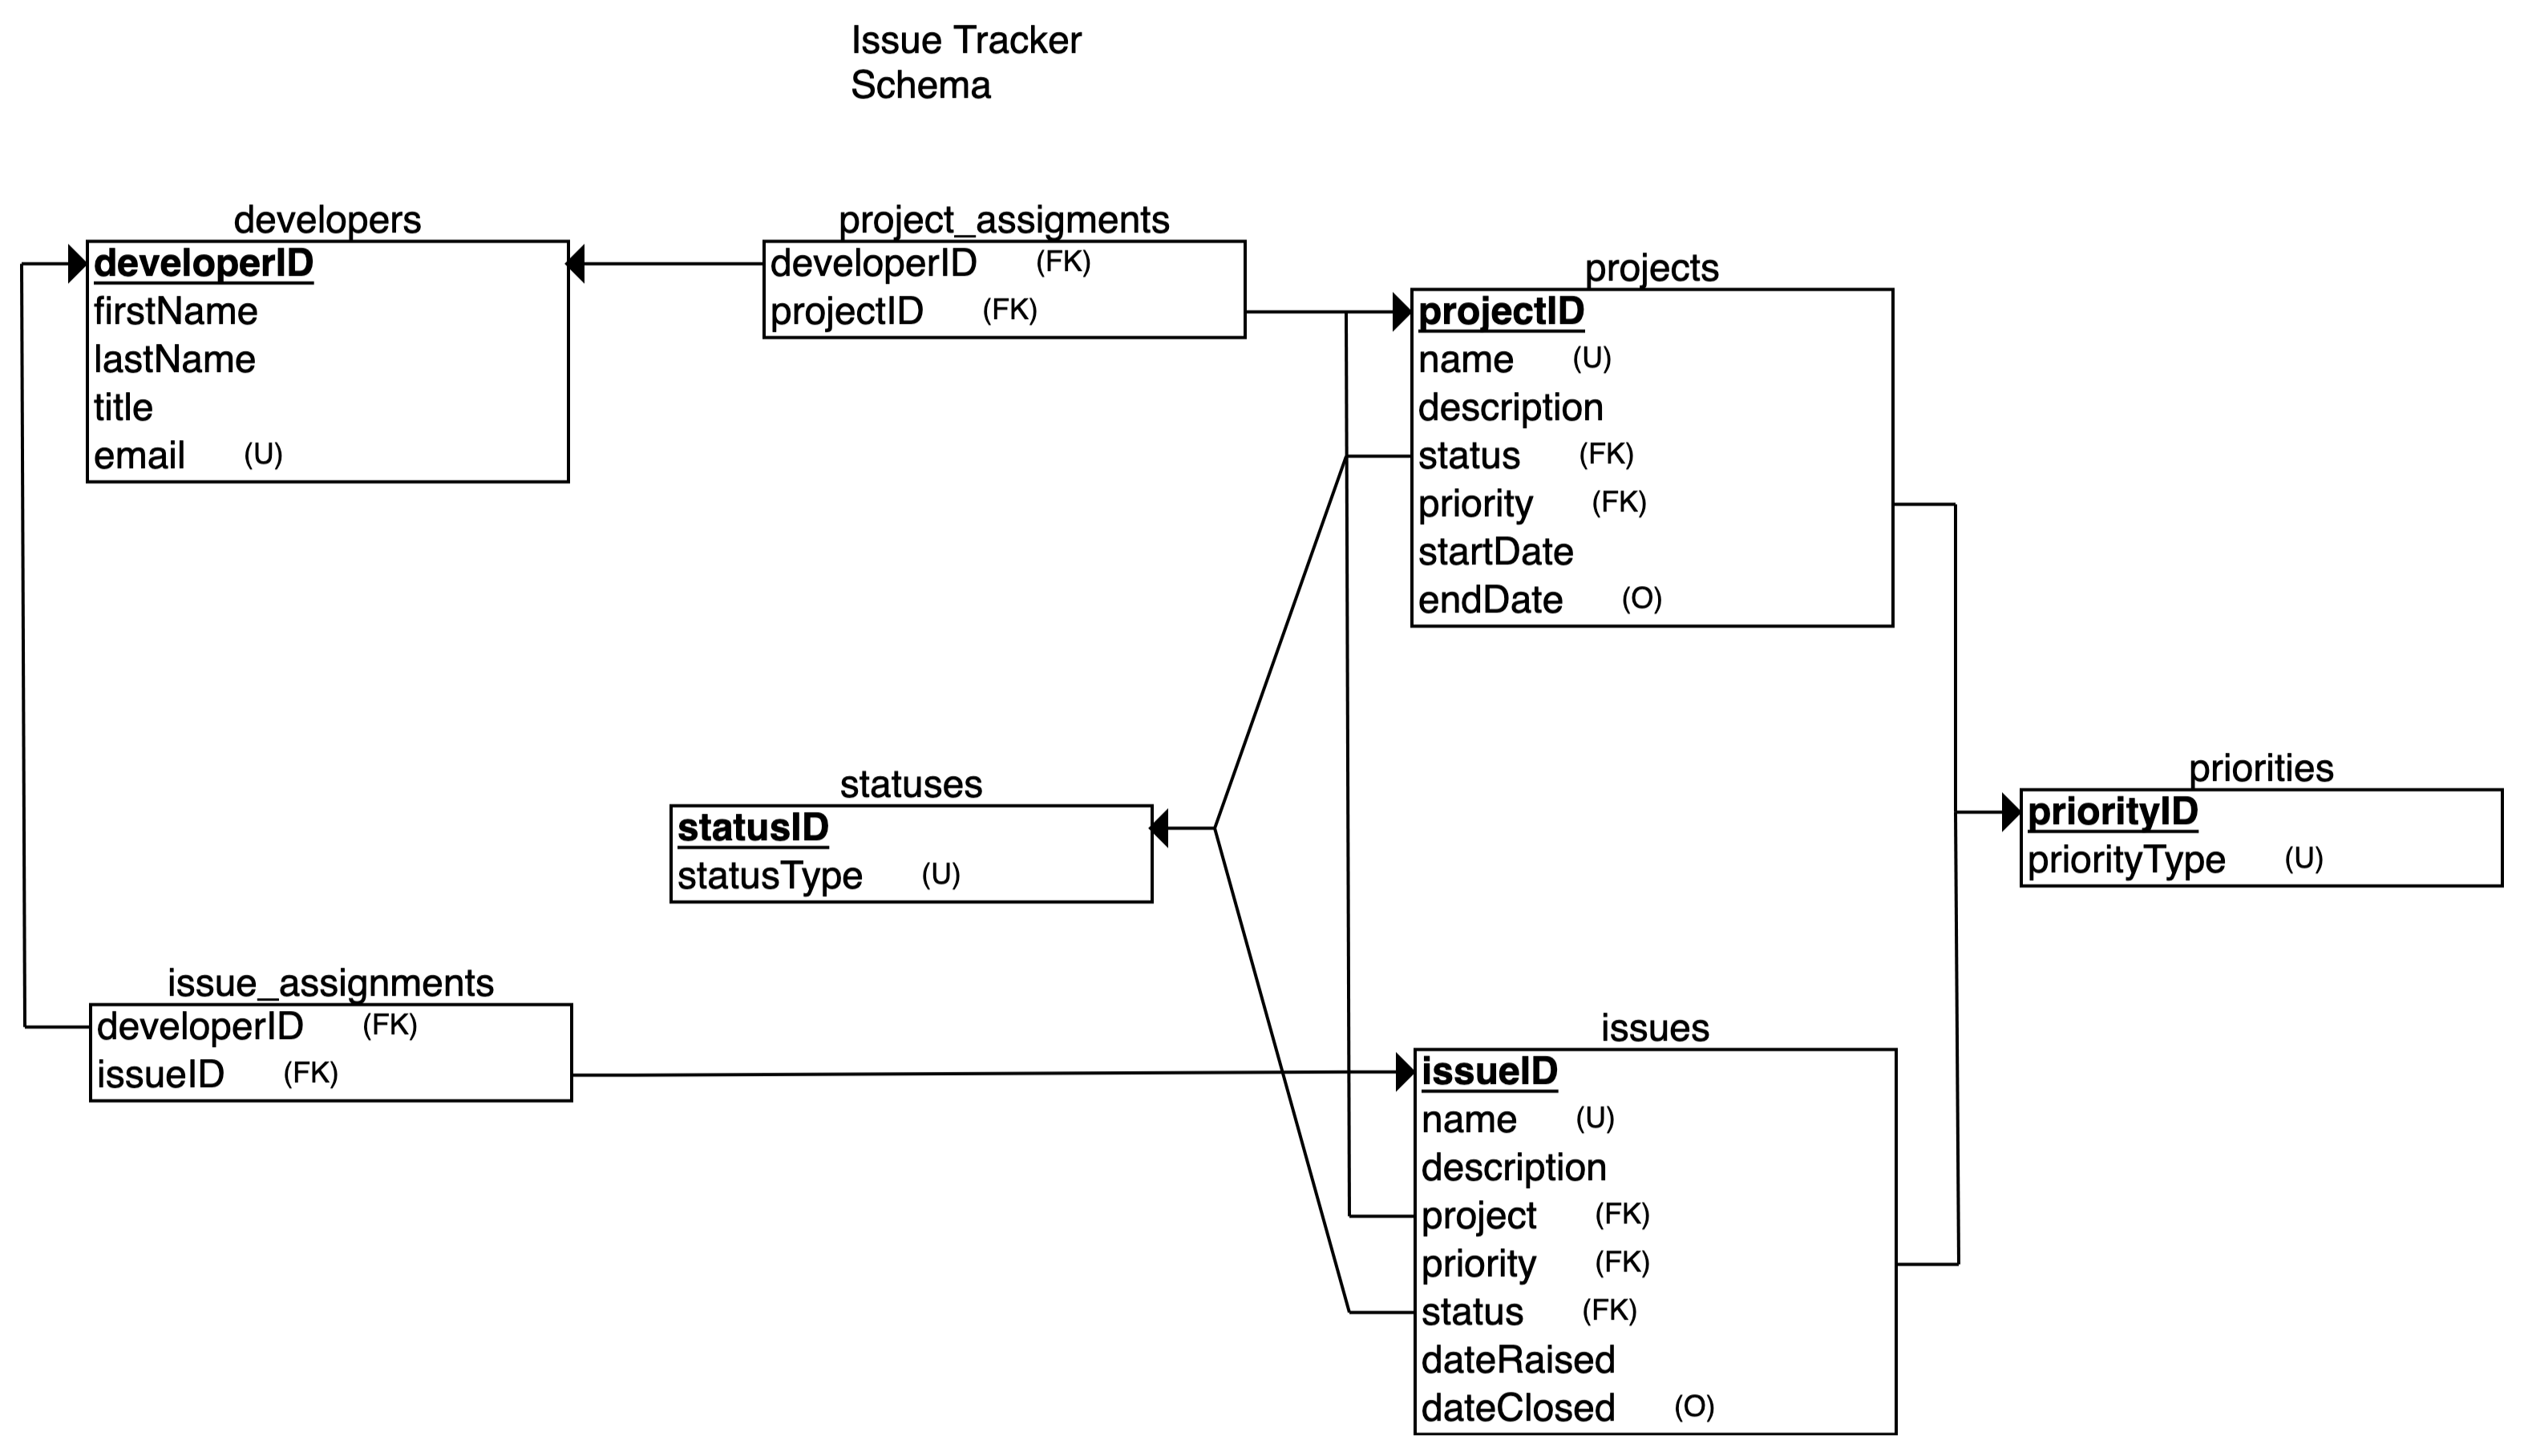 Issue Tracker
Schema
developers
developerID
firstName
lastName
title
email (U)
project_assigments
developerID (FK)
projectID (FK)
projects
projectID
name (U)
description
status (FK)
priority (FK)
startDate
endDate (O)
statuses
statusID
statusType (U)
priorities
priorityID
priorityType (U)
issue_assignments
developerID (FK)
issueID (FK)
issues
issueID
name (U)
description
project (FK)
priority (FK)
status (FK)
dateRaised
dateClosed (O)